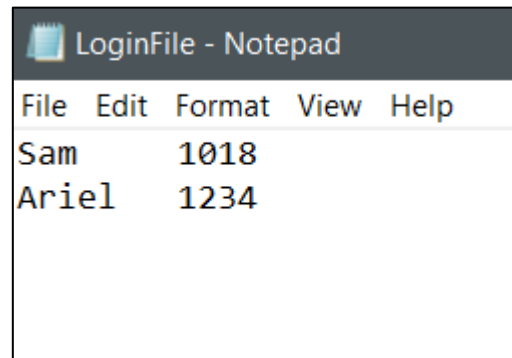 LoginFile - Notepad
File Edit Format View Help
Sam 1018
Ariel 1234